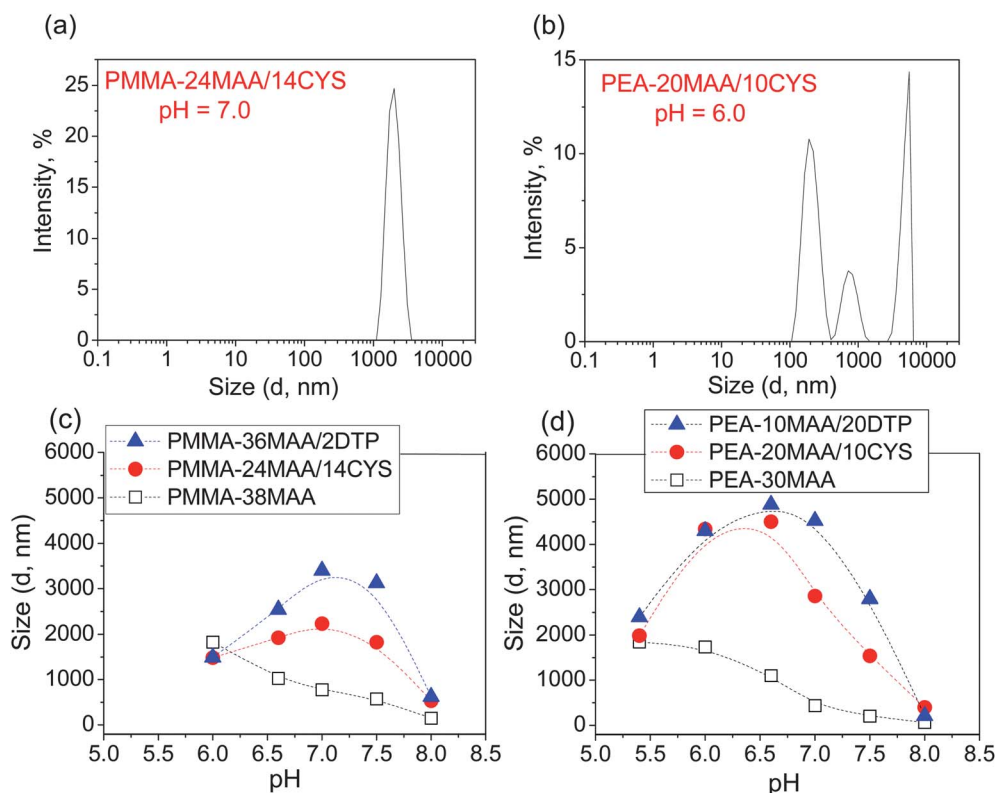 (a)
PMMA-24MAA/14CYS
pH = 7.0
Intensity, %
25
20
15
10
5
0
0.1 1 10 100 1000 10000
Size (d, nm)
(b)
PEA-20MAA/10CYS
pH = 6.0
Intensity, %
15
10
5
0
0.1 1 10 100 1000 10000
Size (d, nm)
(c)
PMMA-36MAA/2DTP
PMMA-24MAA/14CYS
PMMA-38MAA
Size (d, nm)
6000
5000
4000
3000
2000
1000
0
5.0 5.5 6.0 6.5 7.0 7.5 8.0 8.5
pH
(d)
PEA-10MAA/20DTP
PEA-20MAA/10CYS
PEA-30MAA
Size (d, nm)
6000
5000
4000
3000
2000
1000
0
5.0 5.5 6.0 6.5 7.0 7.5 8.0 8.5
pH